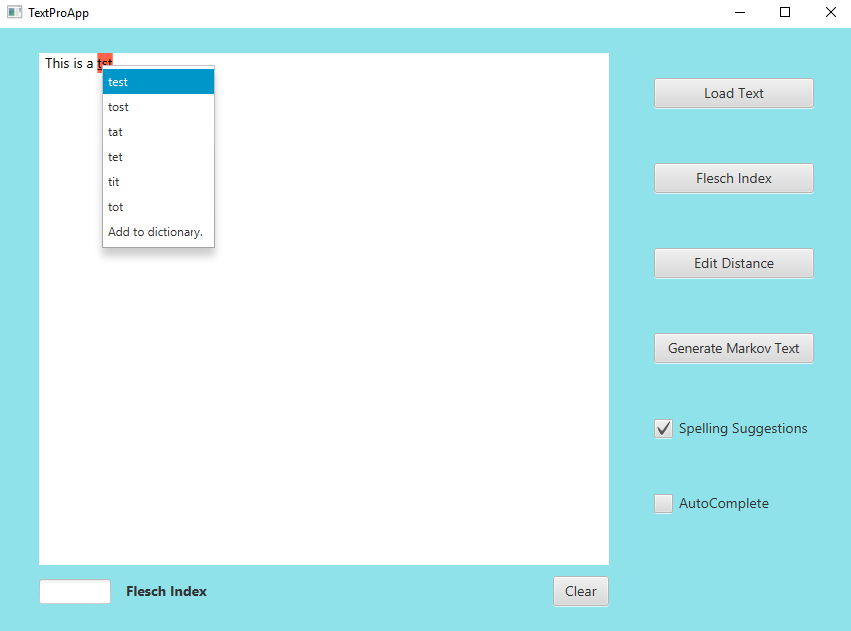 TextProApp
This is a tst
test
tost
tat
tet
tit
tot
Add to dictionary.
Load Text
Flesch Index
Edit Distance
Generate Markov Text
Spelling Suggestions
AutoComplete
Flesch Index
Clear